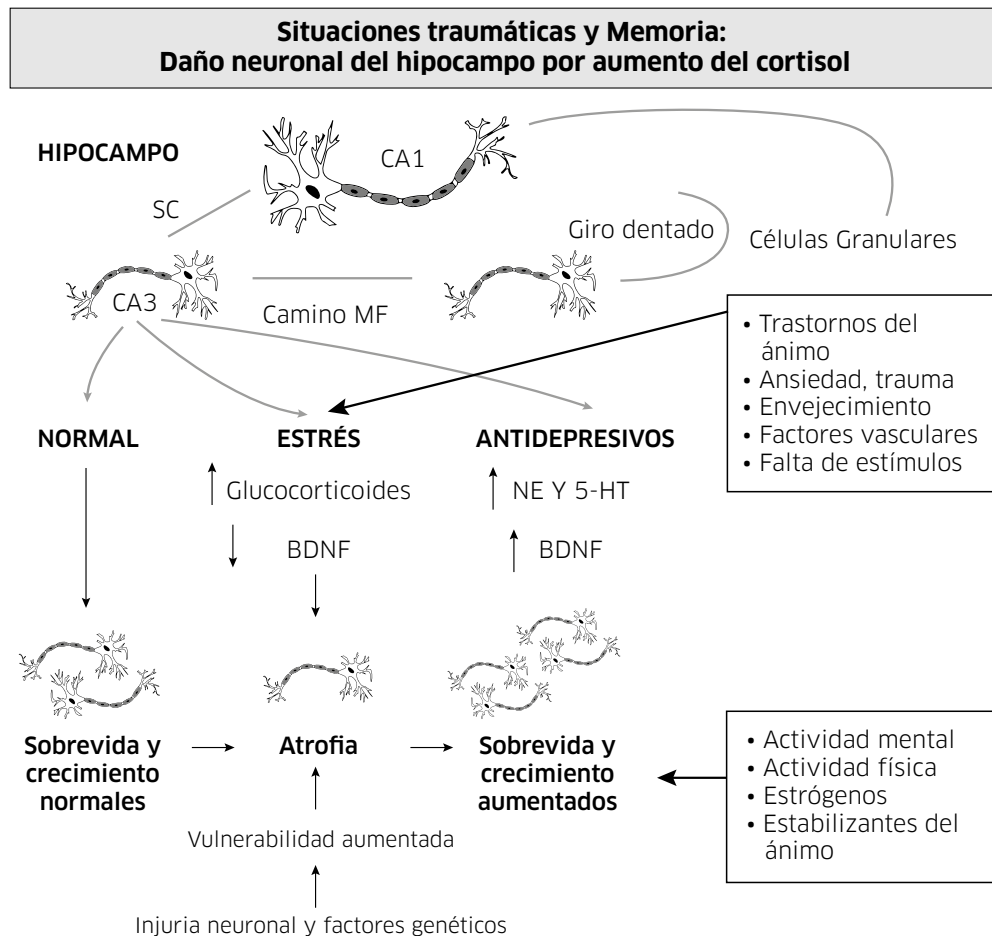 Situaciones traumáticas y Memoria:
Daño neuronal del hipocampo por aumento del cortisol
HIPOCAMPO
CA1
SC
Giro dentado
Células Granulares
CA3
Camino MF
• Trastornos del
ánimo
• Ansiedad, trauma
• Envejecimiento
• Factores vasculares
• Falta de estímulos
NORMAL
ESTRÉS
ANTIDEPRESIVOS
Glucocorticoides
NE Y 5-HT
BDNF
BDNF
Sobrevida y
crecimiento
normales
Atrofia
Sobrevida y
crecimiento
aumentados
• Actividad mental
• Actividad física
• Estrógenos
• Estabilizantes del
ánimo
Vulnerabilidad aumentada
Injuria neuronal y factores genéticos